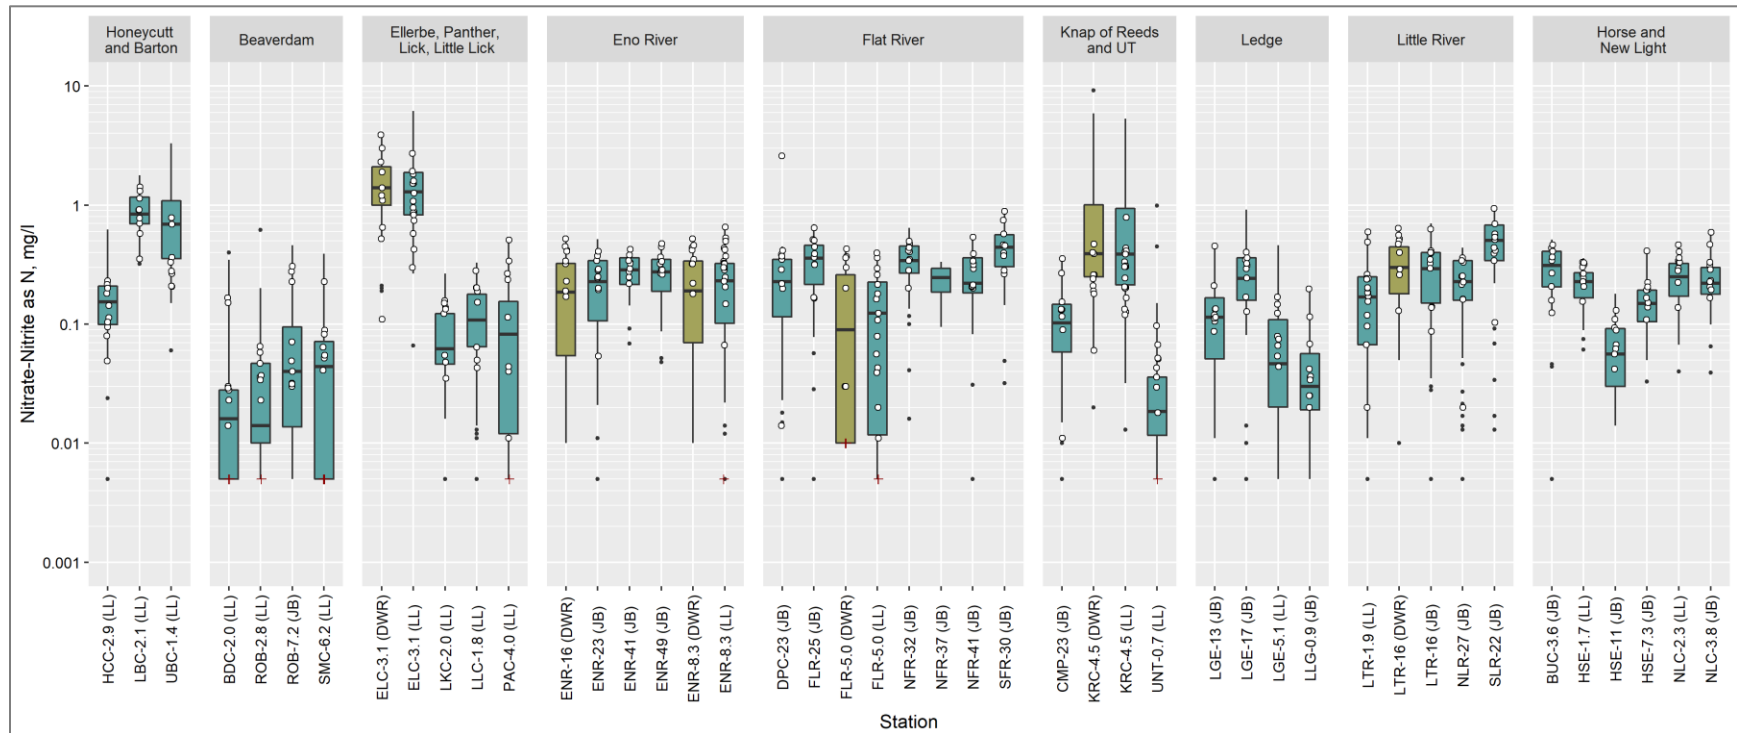 Honeycutt
and Barton
Beaverdam
Ellerbe, Panther,
Lick, Little Lick
Eno River
Flat River
Knap of Reeds
and UT
Ledge
Little River
Horse and
New Light
Nitrate-Nitrite as N, mg/l
10
1
0.1
0.01
0.001
HCC-2.9 (LL)
LBC-2.1 (LL)
UBC-1.4 (LL)
BDC-2.0 (LL)
ROB-2.8 (LL)
ROB-7.2 (JB)
SMC-6.2 (LL)
ELC-3.1 (DWR)
ELC-3.1 (LL)
LKC-2.0 (LL)
LLC-1.8 (LL)
PAC-4.0 (LL)
ENR-16 (DWR)
ENR-23 (JB)
ENR-41 (JB)
ENR-49 (JB)
ENR-8.3 (DWR)
ENR-8.3 (LL)
DPC-23 (JB)
FLR-25 (JB)
FLR-5.0 (DWR)
FLR-5.0 (LL)
NFR-32 (JB)
NFR-37 (JB)
NFR-41 (JB)
SFR-30 (JB)
CMP-23 (JB)
KRC-4.5 (DWR)
KRC-4.5 (LL)
UNT-0.7 (LL)
LGE-13 (JB)
LGE-17 (JB)
LGE-5.1 (LL)
LLG-0.9 (JB)
LTR-1.9 (LL)
LTR-16 (DWR)
LTR-16 (JB)
NLR-27 (JB)
SLR-22 (JB)
BUC-3.6 (JB)
HSE-1.7 (LL)
HSE-11 (JB)
HSE-7.3 (JB)
NLC-2.3 (LL)
NLC-3.8 (JB)
Station